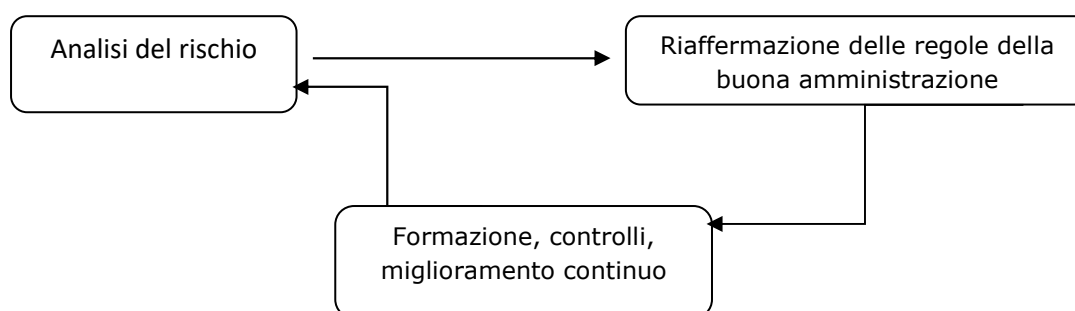 Analisi del rischio
Riaffermazione delle regole della
buona amministrazione
Formazione, controlli,
miglioramento continuo